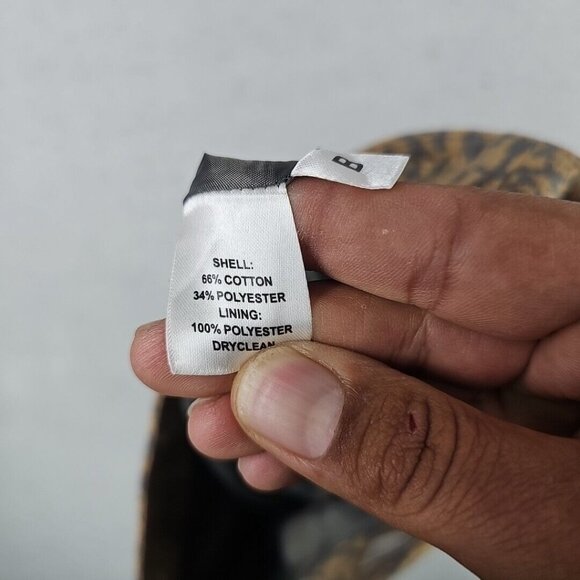 B
SHELL:
66% COTTON
34% POLYESTER
LINING:
100% POLYESTER
DRYCLEAN